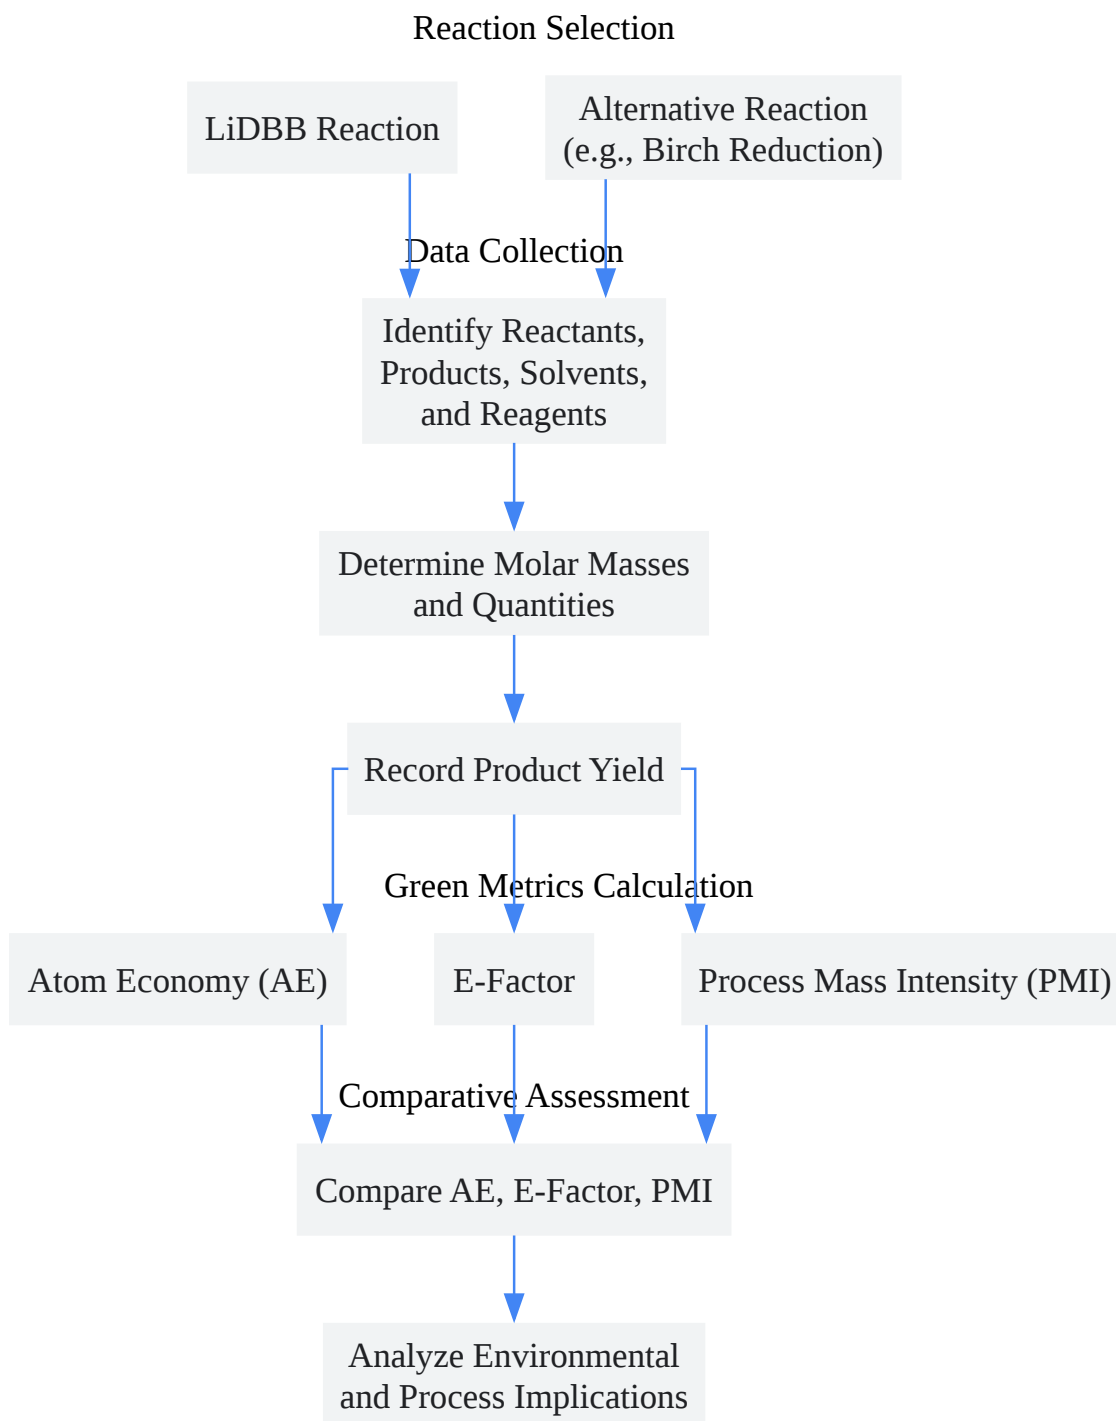 Reaction Selection
LiDBB Reaction
Alternative Reaction
(e.g., Birch Reduction)
Data Collection
Identify Reactants,
Products, Solvents,
and Reagents
Determine Molar Masses
and Quantities
Record Product Yield
Green Metrics Calculation
Atom Economy (AE)
E-Factor
Process Mass Intensity (PMI)
Comparative Assessment
Compare AE, E-Factor, PMI
Analyze Environmental
and Process Implications